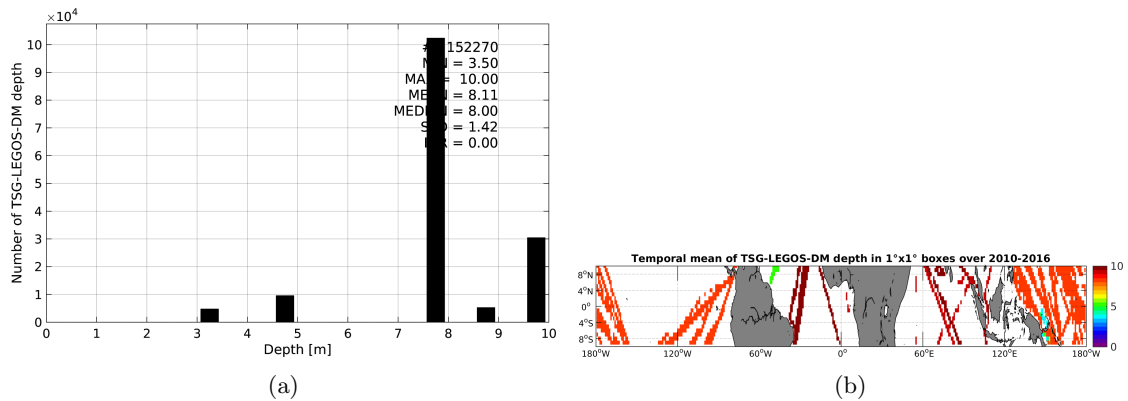 ×10⁴
10
9
8
7
6
5
4
3
2
1
0
Number of TSG-LEGOS-DM depth
152270
= 3.50
= 10.00
= 8.11
= 8.00
= 1.42
= 0.00
0 1 2 3 4 5 6 7 8 9 10
Depth [m]
(a)
Temporal mean of TSG-LEGOS-DM depth in 1°x1° boxes over 2010-2016
8°N
4°N
0°
4°S
8°S
180°W 120°W 60°W 0° 60°E 120°E 180°W
10
5
0
(b)